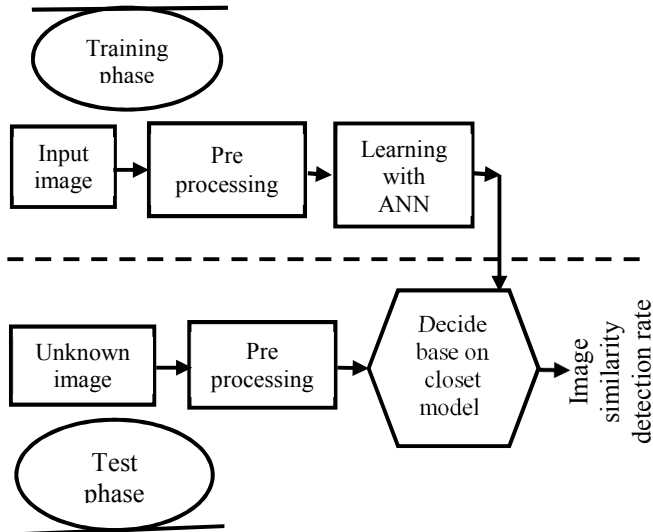 Training
phase
Input
image
Pre
processing
Learning
with
ANN
Unknown
image
Pre
processing
Decide
base on
closet
model
Image
similarity
detection rate
Test
phase